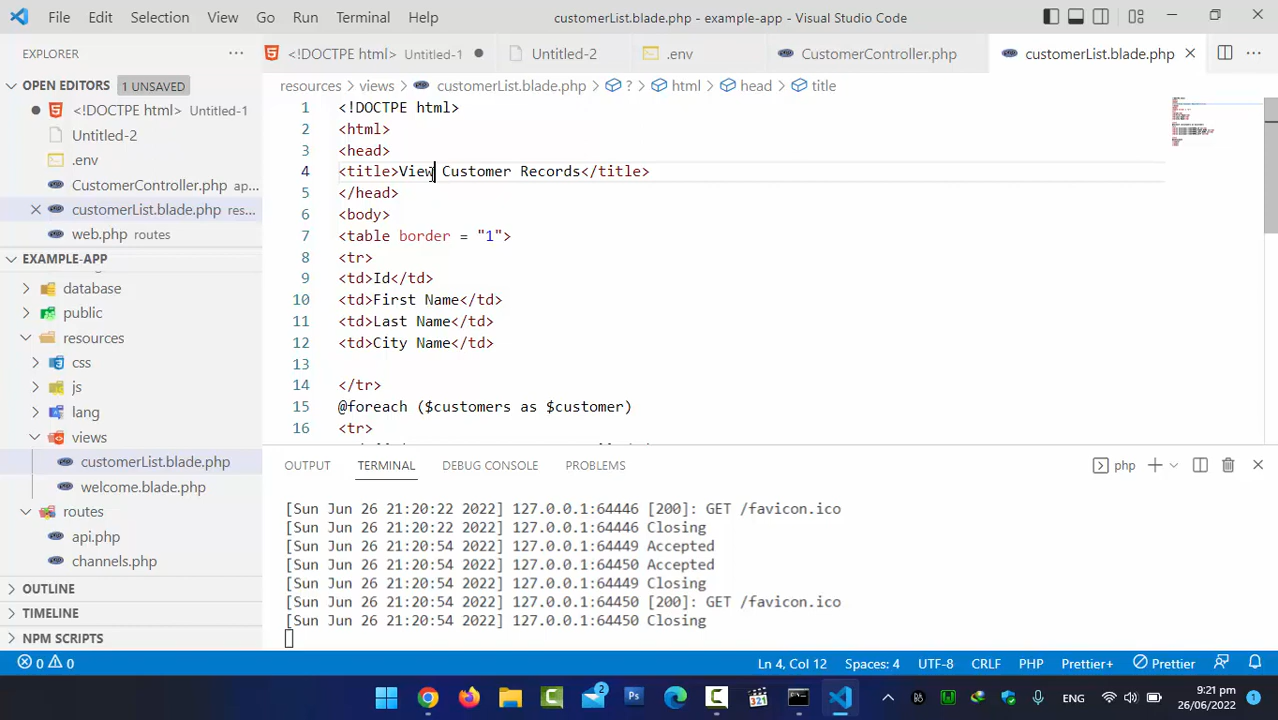 File Edit Selection View Go Run Terminal Help customerList.blade.php - example-app - Visual Studio Code
EXPLORER
<!DOCTPE html> Untitled-1 Untitled-2 .env CustomerController.php customerList.blade.php
OPEN EDITORS 1 UNSAVED
<!DOCTPE html> Untitled-1
Untitled-2
.env
CustomerController.php ap...
customerList.blade.php res...
web.php routes
EXAMPLE-APP
database
public
resources
css
js
lang
views
customerList.blade.php
welcome.blade.php
routes
api.php
channels.php
OUTLINE
TIMELINE
NPM SCRIPTS
resources > views > customerList.blade.php > ? > html > head > title
1 <!DOCTPE html>
2 <html>
3 <head>
4 <title>View Customer Records</title>
5 </head>
6 <body>
7 <table border = "1">
8 <tr>
9 <td>Id</td>
10 <td>First Name</td>
11 <td>Last Name</td>
12 <td>City Name</td>
13
14 </tr>
15 @foreach ($customers as $customer)
16 <tr>
OUTPUT TERMINAL DEBUG CONSOLE PROBLEMS php
[Sun Jun 26 21:20:22 2022] 127.0.0.1:64446 [200]: GET /favicon.ico
[Sun Jun 26 21:20:22 2022] 127.0.0.1:64446 Closing
[Sun Jun 26 21:20:54 2022] 127.0.0.1:64449 Accepted
[Sun Jun 26 21:20:54 2022] 127.0.0.1:64450 Accepted
[Sun Jun 26 21:20:54 2022] 127.0.0.1:64449 Closing
[Sun Jun 26 21:20:54 2022] 127.0.0.1:64450 [200]: GET /favicon.ico
[Sun Jun 26 21:20:54 2022] 127.0.0.1:64450 Closing
0 0 Ln 4, Col 12 Spaces: 4 UTF-8 CRLF PHP Prettier+ Prettier
2 Ps 321 ENG 9:21 pm 1
26/06/2022